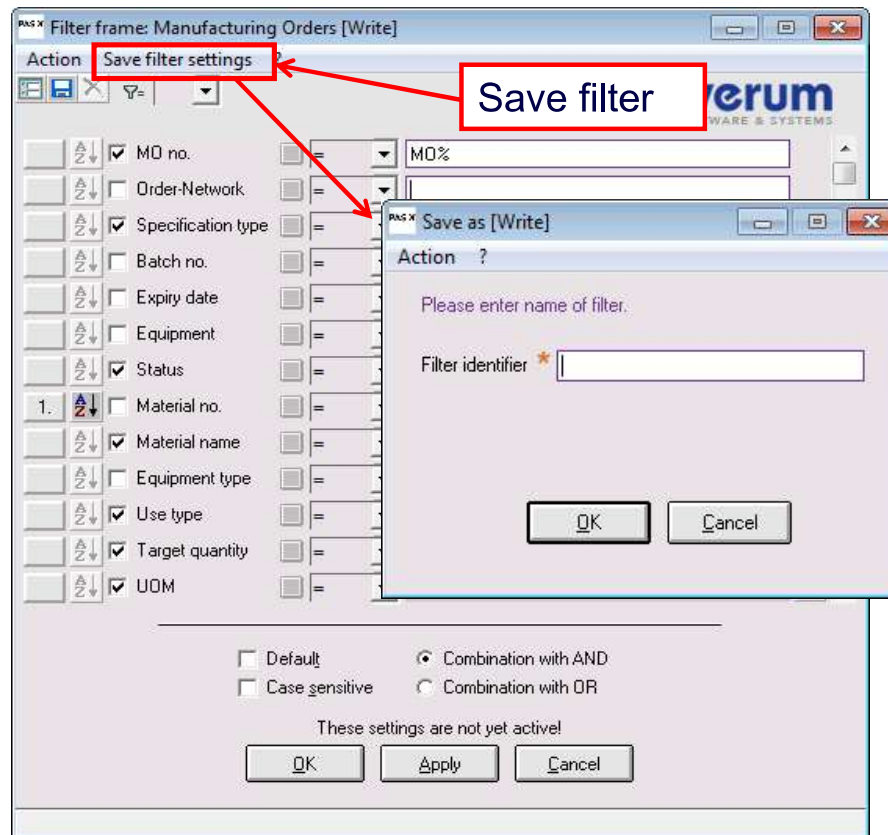 PAS X Filter frame: Manufacturing Orders [Write]
Action Save filter settings ?
Save filter
WARE & SYSTEMS
MO no. = MO%
Order-Network =
Specification type =
PAS X Save as [Write]
Action ?
Batch no. =
Please enter name of filter.
Expiry date =
Equipment =
Filter identifier *
Status =
1. Material no. =
Material name =
Equipment type =
Use type =
OK Cancel
Target quantity =
UOM =
Default Combination with AND
Case sensitive Combination with OR
These settings are not yet active!
OK Apply Cancel